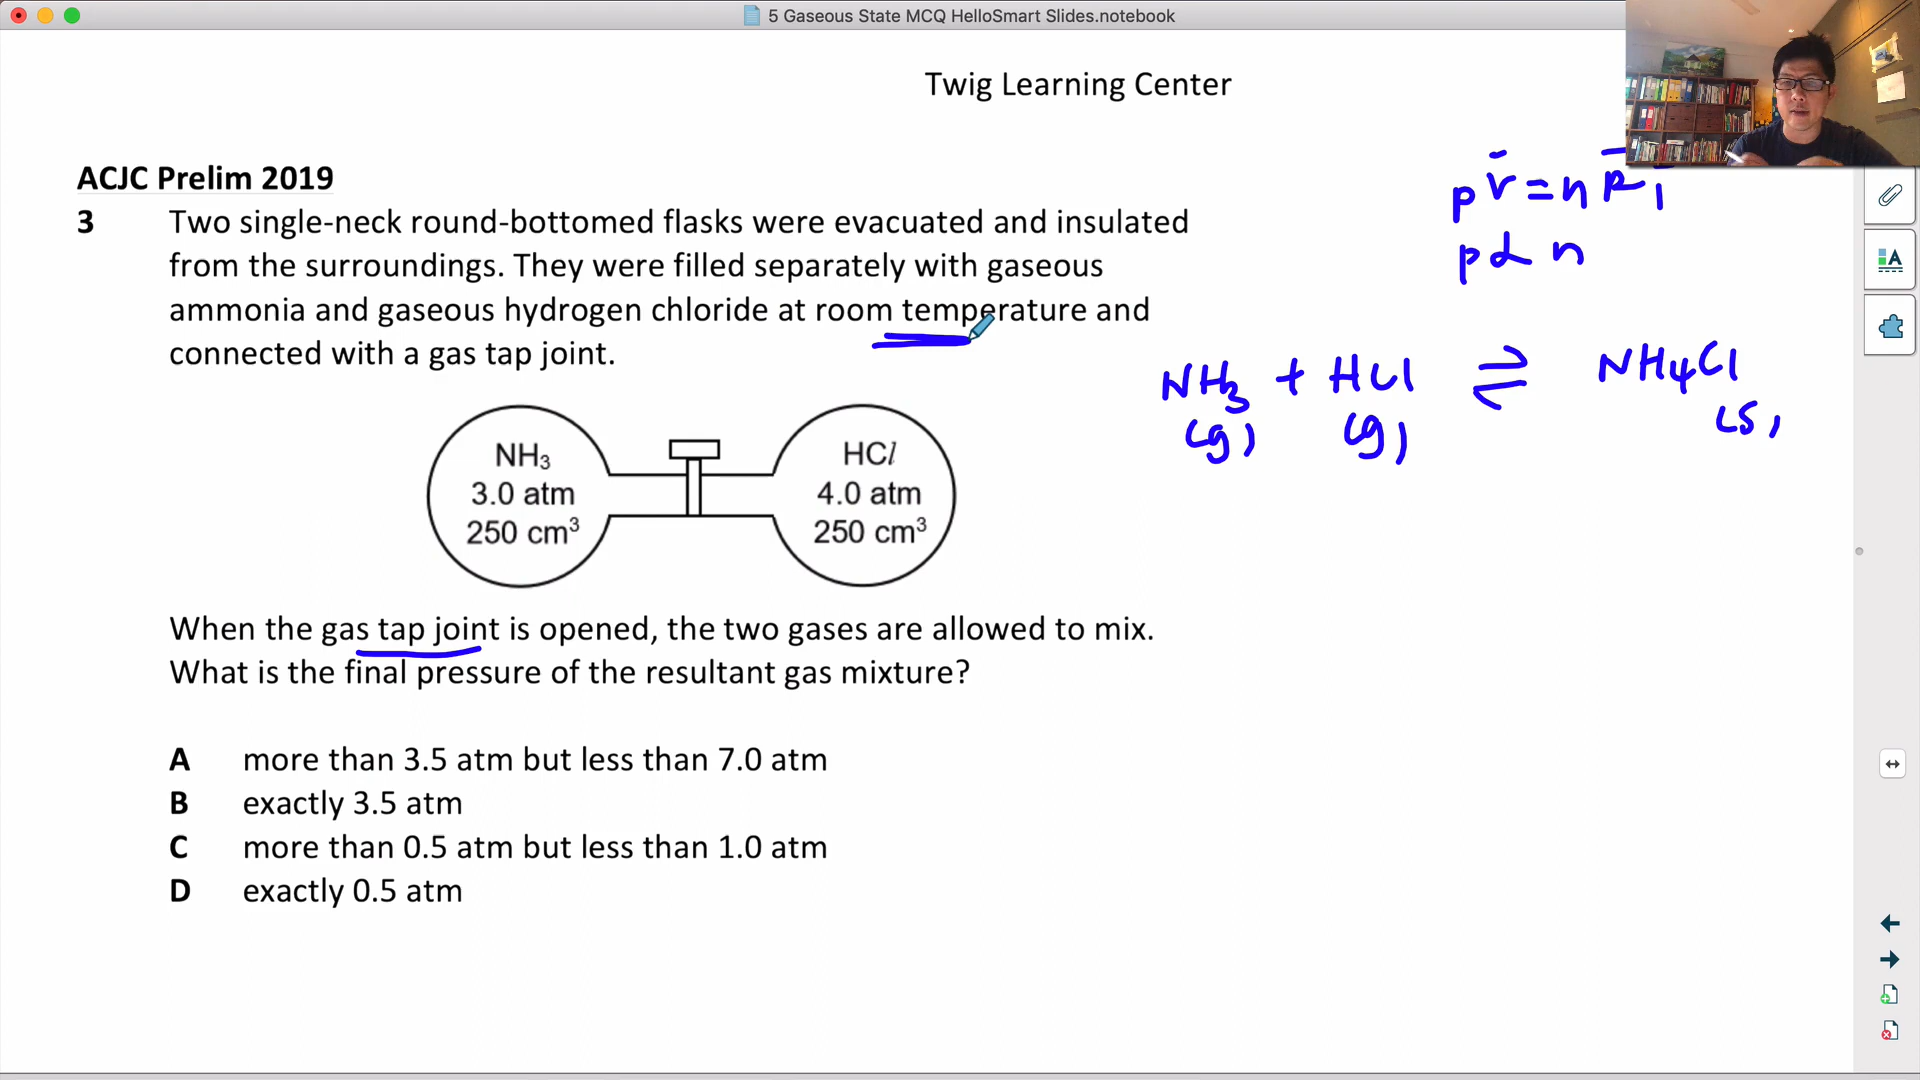 5 Gaseous State MCQ HelloSmart Slides.notebook
Twig Learning Center
ACJC Prelim 2019
3 Two single-neck round-bottomed flasks were evacuated and insulated
from the surroundings. They were filled separately with gaseous
ammonia and gaseous hydrogen chloride at room temperature and
connected with a gas tap joint.
pV = nRT
p α n
NH₃ + HCl ⇌ NH₄Cl
(g) (g) (s)
NH₃
3.0 atm
250 cm³
HCl
4.0 atm
250 cm³
When the gas tap joint is opened, the two gases are allowed to mix.
What is the final pressure of the resultant gas mixture?
A more than 3.5 atm but less than 7.0 atm
B exactly 3.5 atm
C more than 0.5 atm but less than 1.0 atm
D exactly 0.5 atm